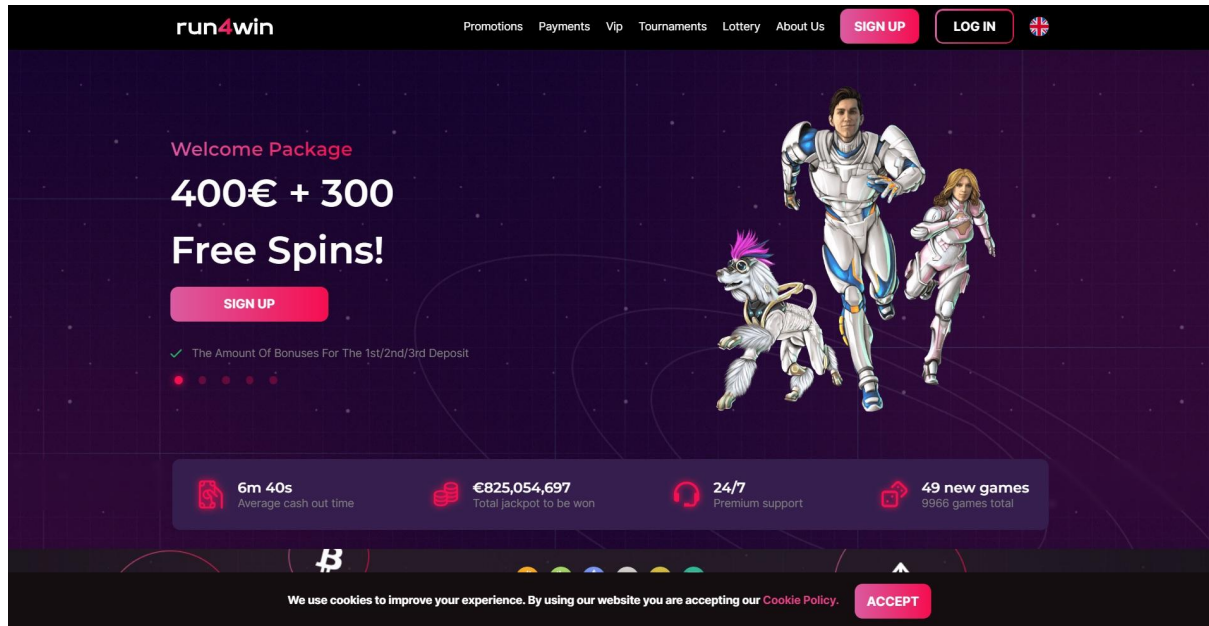 run4win
Promotions Payments Vip Tournaments Lottery About Us SIGN UP LOG IN
Welcome Package
400€ + 300
Free Spins!
SIGN UP
The Amount Of Bonuses For The 1st/2nd/3rd Deposit
6m 40s
Average cash out time
€825,054,697
Total jackpot to be won
24/7
Premium support
49 new games
9966 games total
We use cookies to improve your experience. By using our website you are accepting our Cookie Policy. ACCEPT